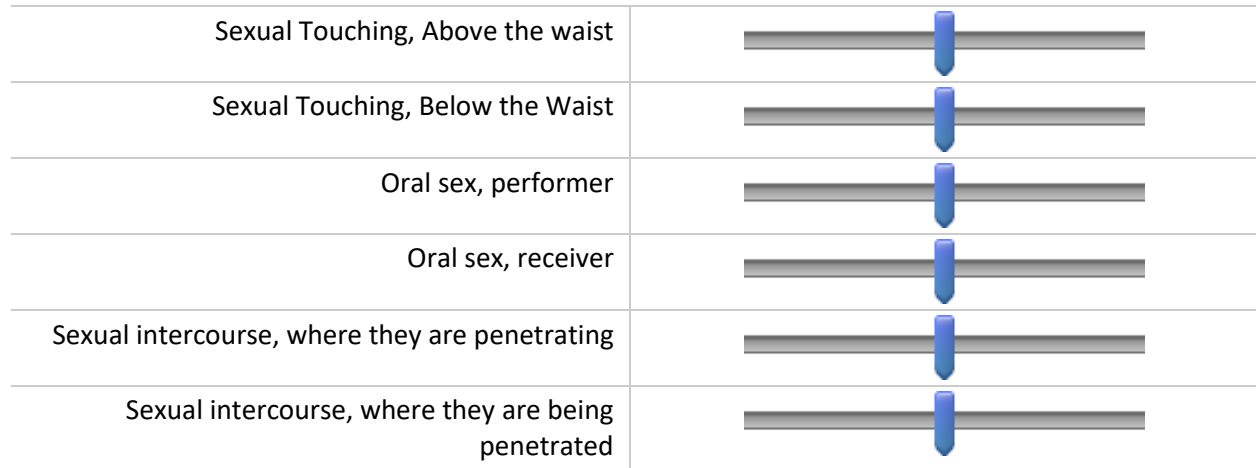 Sexual Touching, Above the waist
Sexual Touching, Below the Waist
Oral sex, performer
Oral sex, receiver
Sexual intercourse, where they are penetrating
Sexual intercourse, where they are being
penetrated